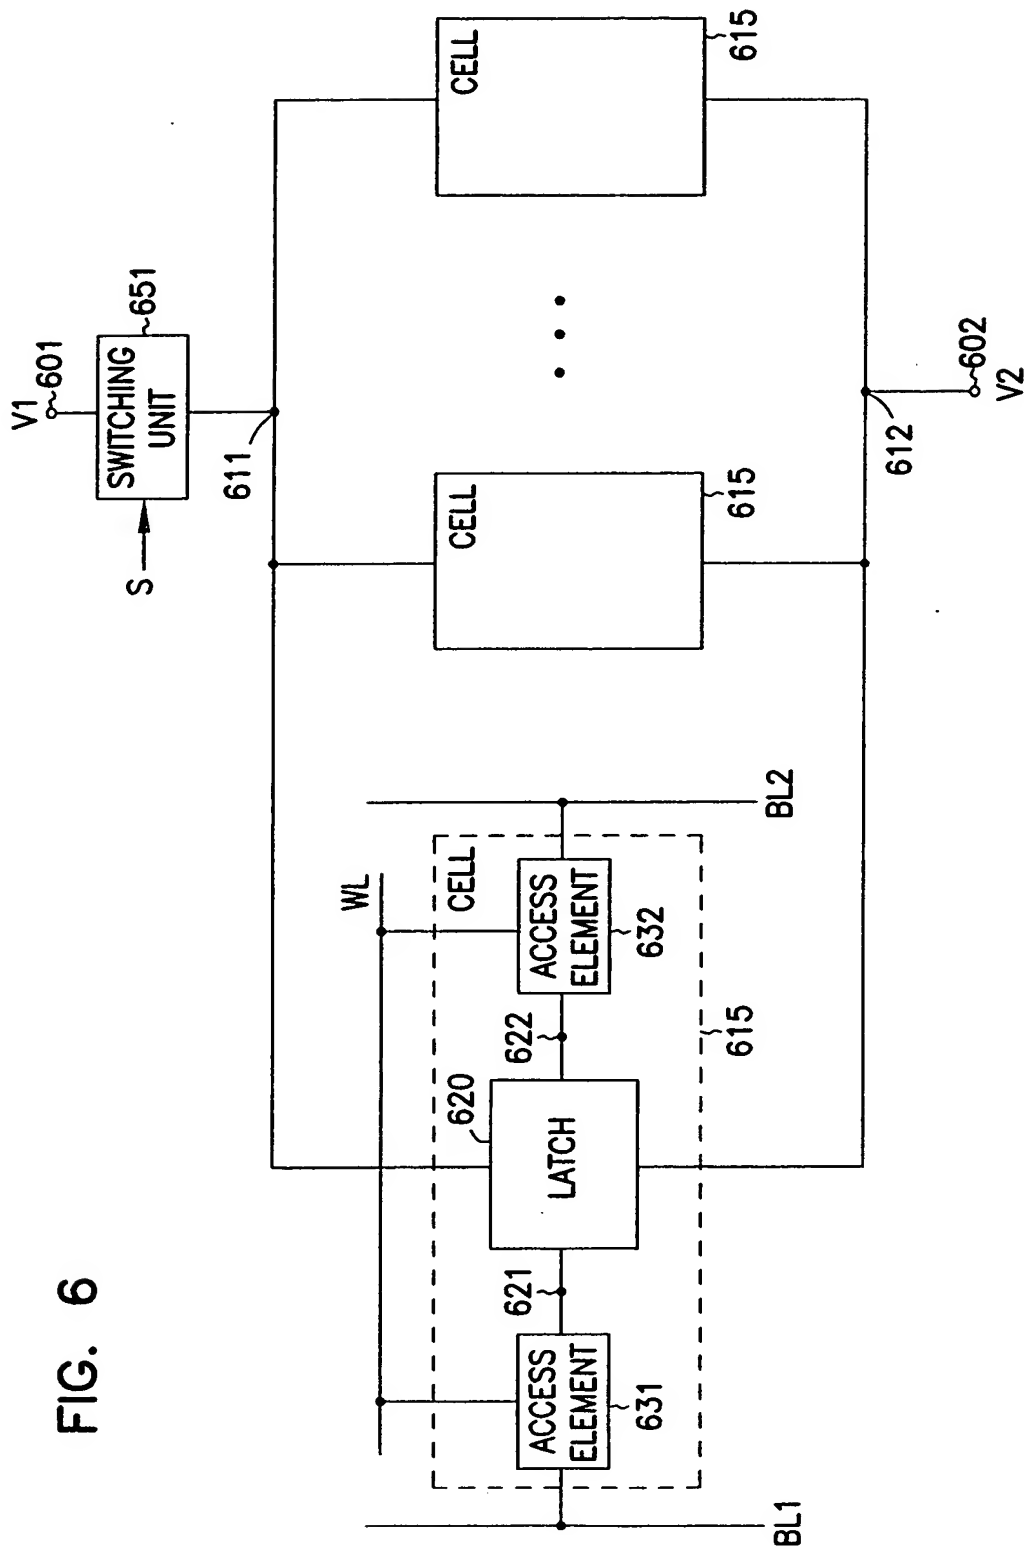 FIG. 6
V1
601
SWITCHING
UNIT
651
S
611
WL
CELL
620
LATCH
621
622
ACCESS
ELEMENT
631
ACCESS
ELEMENT
632
615
BL1
BL2
CELL
615
CELL
615
612
602
V2